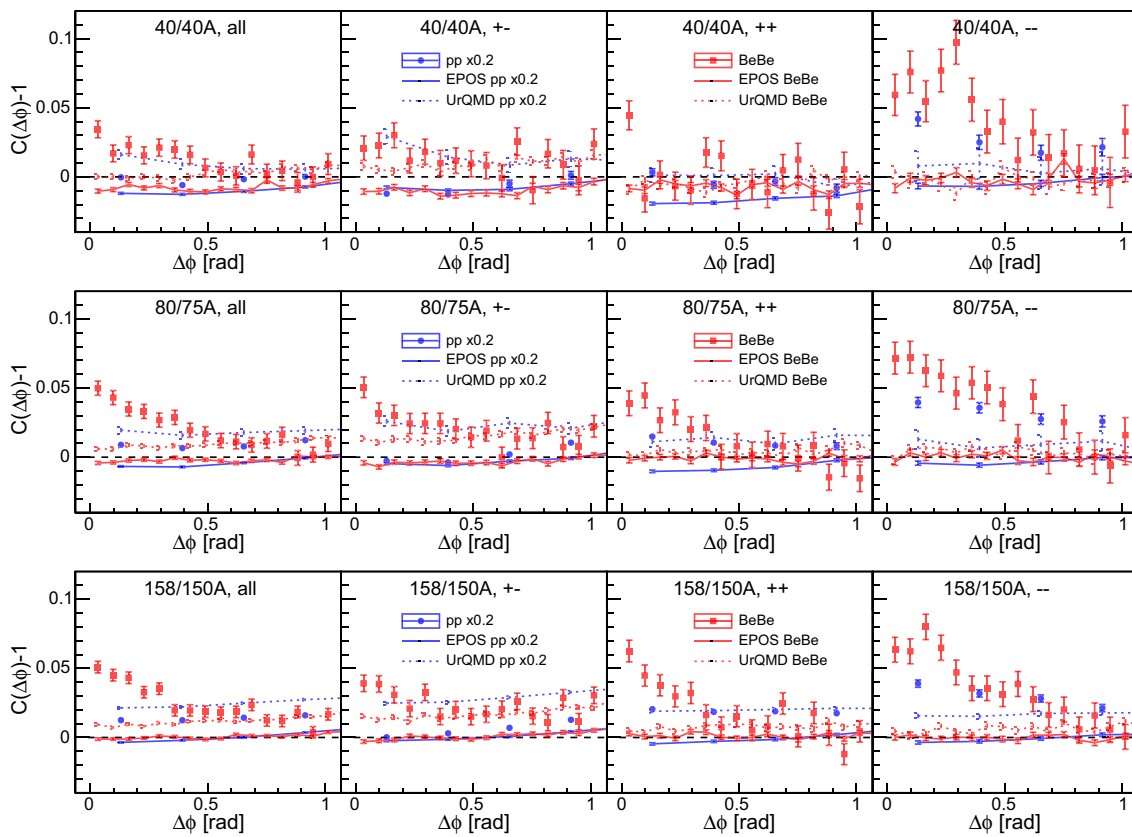 40/40A, all
40/40A, +-
40/40A, ++
40/40A, --
pp x0.2
EPOS pp x0.2
UrQMD pp x0.2
BeBe
EPOS BeBe
UrQMD BeBe
C(Δϕ)-1
0.1
0.05
0
0 0.5 1
0 0.5 1
0 0.5 1
0 0.5 1
Δϕ [rad]
Δϕ [rad]
Δϕ [rad]
Δϕ [rad]
80/75A, all
80/75A, +-
80/75A, ++
80/75A, --
pp x0.2
EPOS pp x0.2
UrQMD pp x0.2
BeBe
EPOS BeBe
UrQMD BeBe
C(Δϕ)-1
0.1
0.05
0
0 0.5 1
0 0.5 1
0 0.5 1
0 0.5 1
Δϕ [rad]
Δϕ [rad]
Δϕ [rad]
Δϕ [rad]
158/150A, all
158/150A, +-
158/150A, ++
158/150A, --
pp x0.2
EPOS pp x0.2
UrQMD pp x0.2
BeBe
EPOS BeBe
UrQMD BeBe
C(Δϕ)-1
0.1
0.05
0
0 0.5 1
0 0.5 1
0 0.5 1
0 0.5 1
Δϕ [rad]
Δϕ [rad]
Δϕ [rad]
Δϕ [rad]